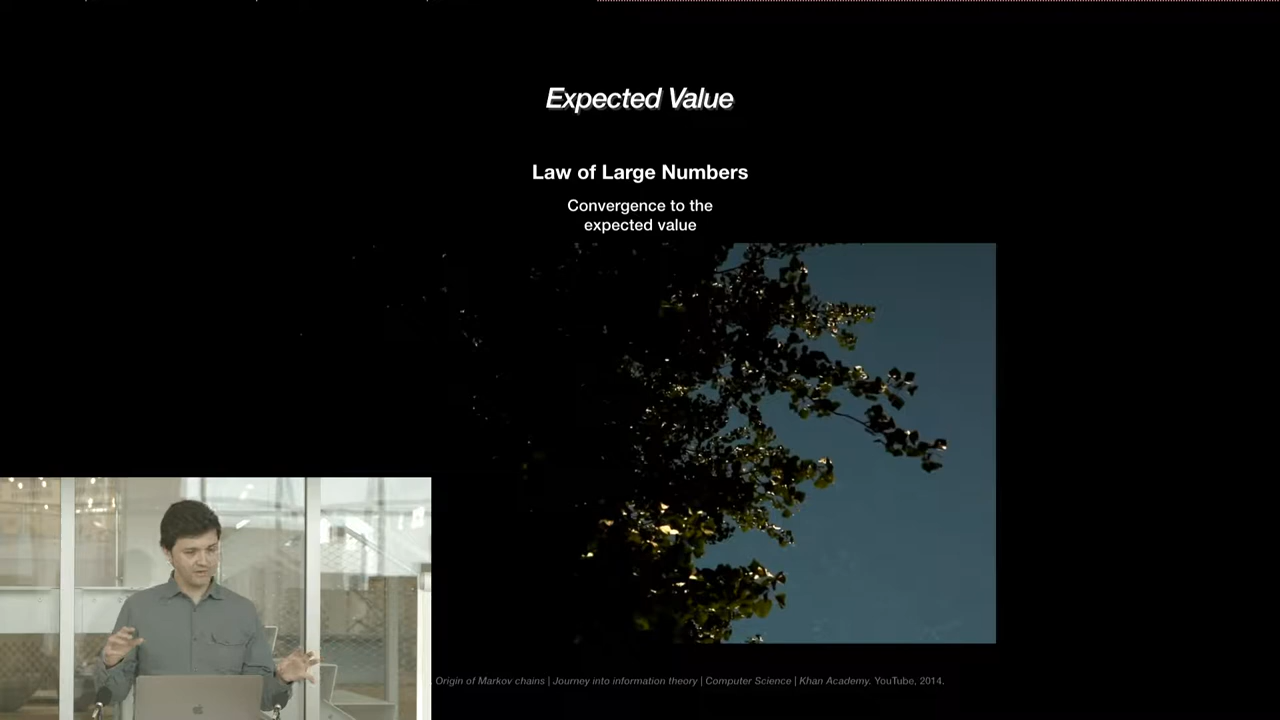 Expected Value
Law of Large Numbers
Convergence to the
expected value
Origin of Markov chains | Journey into information theory | Computer Science | Khan Academy. YouTube, 2014.